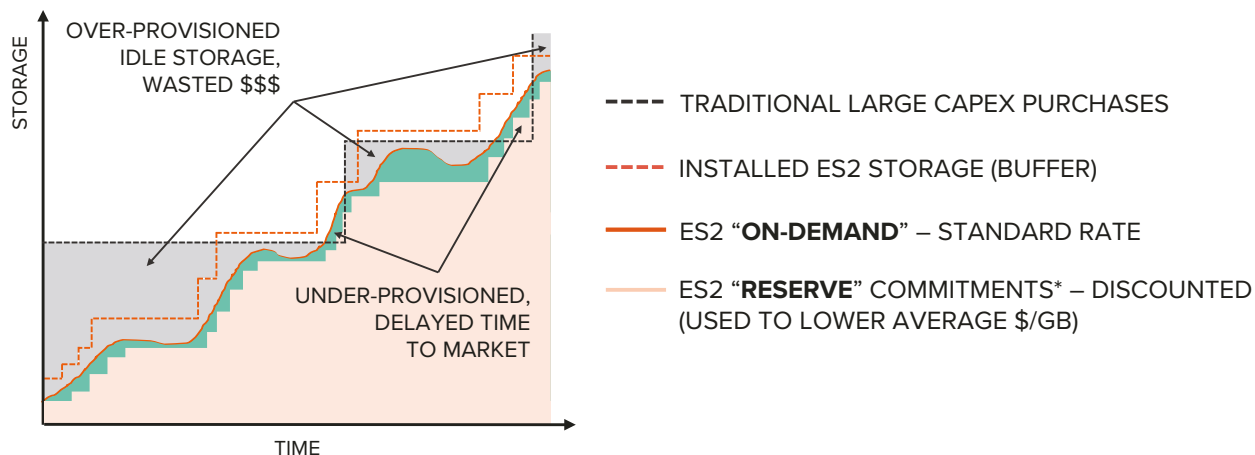 STORAGE
OVER-PROVISIONED
IDLE STORAGE,
WASTED $$$
UNDER-PROVISIONED,
DELAYED TIME
TO MARKET
TIME
TRADITIONAL LARGE CAPEX PURCHASES
INSTALLED ES2 STORAGE (BUFFER)
ES2 “ON-DEMAND” – STANDARD RATE
ES2 “RESERVE” COMMITMENTS* – DISCOUNTED
(USED TO LOWER AVERAGE $/GB)